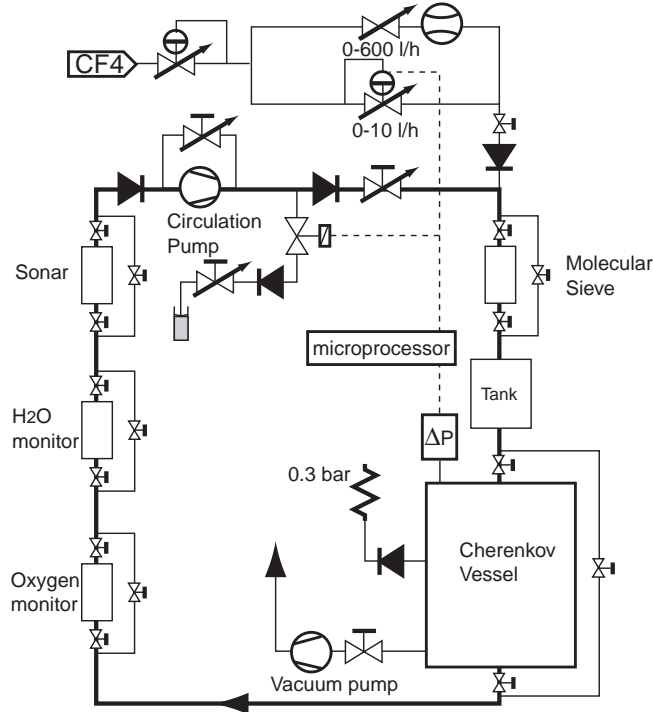 CF4
0-600 l/h
0-10 l/h
Circulation
Pump
Sonar
Molecular
Sieve
microprocessor
Tank
H2O
monitor
ΔP
0.3 bar
Cherenkov
Vessel
Oxygen
monitor
Vacuum pump